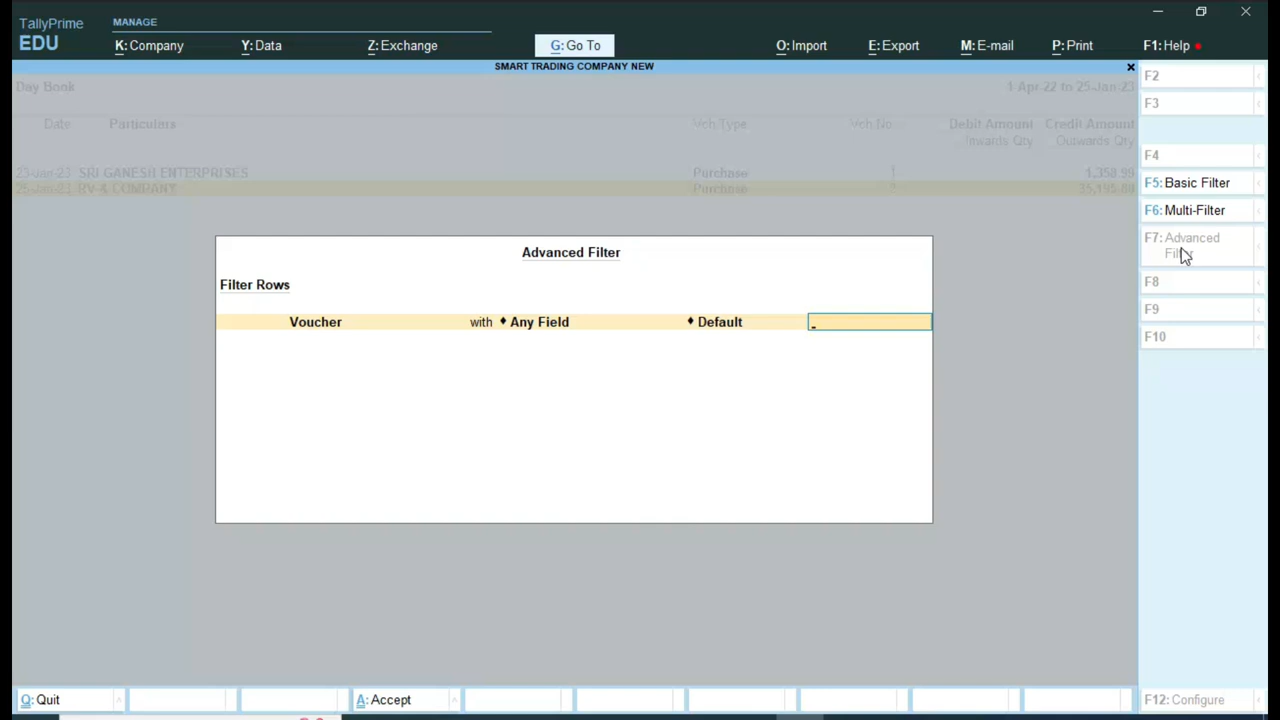 TallyPrime
EDU
MANAGE
K: Company
Y: Data
Z: Exchange
G: Go To
O: Import
E: Export
M: E-mail
P: Print
F1: Help
SMART TRADING COMPANY NEW
Day Book
1-Apr-22 to 25-Jan-23
Date
Particulars
Vch Type
Vch No.
Debit Amount
Credit Amount
Inwards Qty
Outwards Qty
23-Jan-23 SRI GANESH ENTERPRISES
Purchase
1
1,358.99
25-Jan-23 RV & COMPANY
Purchase
Advanced Filter
Filter Rows
Voucher
with ♦ Any Field
♦ Default
F2
F3
F4
F5: Basic Filter
F6: Multi-Filter
F7: Advanced
Filter
F8
F9
F10
Q: Quit
A: Accept
F12: Configure